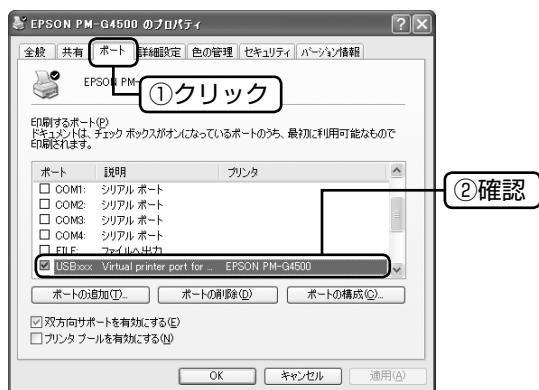 EPSON PM-G4500 のプロパティ
全般 共有 ポート 詳細設定 色の管理 セキュリティ バージョン情報
EPSON PM-
①クリック
印刷するポート(P)
ドキュメントは、チェック ボックスがオンになっているポートのうち、最初に利用可能なもので
印刷されます。
ポート 説明 プリンタ
COM1: シリアル ポート
COM2: シリアル ポート
COM3: シリアル ポート
COM4: シリアル ポート
FILE: ファイルへ出力
USB:xxx Virtual printer port for ... EPSON PM-G4500
②確認
ポートの追加(T)... ポートの削除(D) ポートの構成(C)...
双方向サポートを有効にする(E)
プリンタ プールを有効にする(N)
OK キャンセル 適用(A)